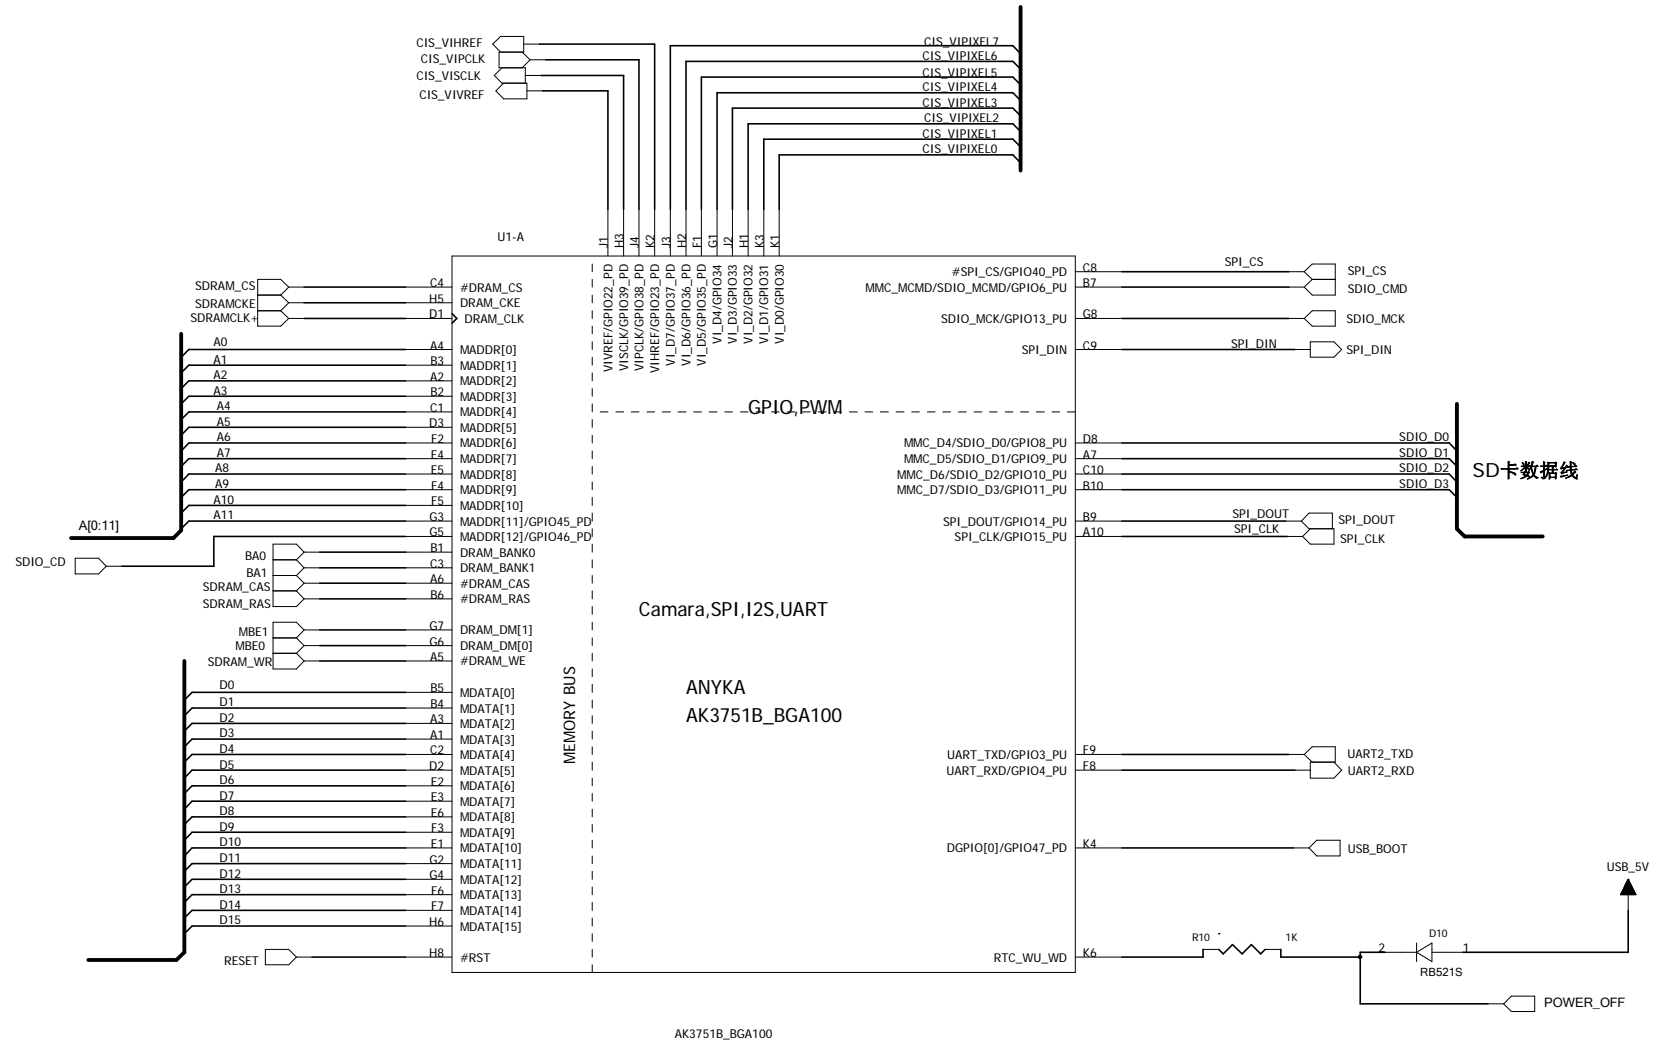 CIS_VIHREF
CIS_VIPCLK
CIS_VISCLK
CIS_VIVREF
CIS_VIPIXEL7
CIS_VIPIXEL6
CIS_VIPIXEL5
CIS_VIPIXEL4
CIS_VIPIXEL3
CIS_VIPIXEL2
CIS_VIPIXEL1
CIS_VIPIXEL0
U1-A
J1 H3 J4 K2 J3 H2 F1 G1 J2 H1 K3 K1
VIVREF/GPIO22_PD
VISCLK/GPIO39_PD
VIPCLK/GPIO38_PD
VIHREF/GPIO23_PD
VI_D7/GPIO37_PD
VI_D6/GPIO36_PD
VI_D5/GPIO35_PD
VI_D4/GPIO34
VI_D3/GPIO33
VI_D2/GPIO32
VI_D1/GPIO31
VI_D0/GPIO30
SDRAM_CS C4 #DRAM_CS
SDRAMCKE H5 DRAM_CKE
SDRAMCLK+ D1 DRAM_CLK
A0 A4 MADDR[0]
A1 B3 MADDR[1]
A2 A2 MADDR[2]
A3 B2 MADDR[3]
A4 C1 MADDR[4]
A5 D3 MADDR[5]
A6 F2 MADDR[6]
A7 F4 MADDR[7]
A8 E5 MADDR[8]
A9 E4 MADDR[9]
A10 F5 MADDR[10]
A11 G3 MADDR[11]/GPIO45_PD
A[0:11]
SDIO_CD G5 MADDR[12]/GPIO46_PD
BA0 B1 DRAM_BANK0
BA1 C3 DRAM_BANK1
SDRAM_CAS A6 #DRAM_CAS
SDRAM_RAS B6 #DRAM_RAS
MBE1 G7 DRAM_DM[1]
MBE0 G6 DRAM_DM[0]
SDRAM_WR A5 #DRAM_WE
D0 B5 MDATA[0]
D1 B4 MDATA[1]
D2 A3 MDATA[2]
D3 A1 MDATA[3]
D4 C2 MDATA[4]
D5 D2 MDATA[5]
D6 E2 MDATA[6]
D7 E3 MDATA[7]
D8 E6 MDATA[8]
D9 F3 MDATA[9]
D10 E1 MDATA[10]
D11 G2 MDATA[11]
D12 G4 MDATA[12]
D13 F6 MDATA[13]
D14 F7 MDATA[14]
D15 H6 MDATA[15]
RESET H8 #RST
MEMORY BUS
GPIO,PWM
Camara,SPI,I2S,UART
ANYKA
AK3751B_BGA100
#SPI_CS/GPIO40_PD C8 SPI_CS SPI_CS
MMC_MCMD/SDIO_MCMD/GPIO6_PU B7 SDIO_CMD
SDIO_MCK/GPIO13_PU G8 SDIO_MCK
SPI_DIN C9 SPI_DIN SPI_DIN
MMC_D4/SDIO_D0/GPIO8_PU D8 SDIO_D0
MMC_D5/SDIO_D1/GPIO9_PU A7 SDIO_D1
MMC_D6/SDIO_D2/GPIO10_PU C10 SDIO_D2
MMC_D7/SDIO_D3/GPIO11_PU B10 SDIO_D3
SD卡数据线
SPI_DOUT/GPIO14_PU B9 SPI_DOUT SPI_DOUT
SPI_CLK/GPIO15_PU A10 SPI_CLK SPI_CLK
UART_TXD/GPIO3_PU F9 UART2_TXD
UART_RXD/GPIO4_PU F8 UART2_RXD
DGPIO[0]/GPIO47_PD K4 USB_BOOT
USB_5V
RTC_WU_WD K6 R10 1K 2 D10 1
RB521S
POWER_OFF
AK3751B_BGA100